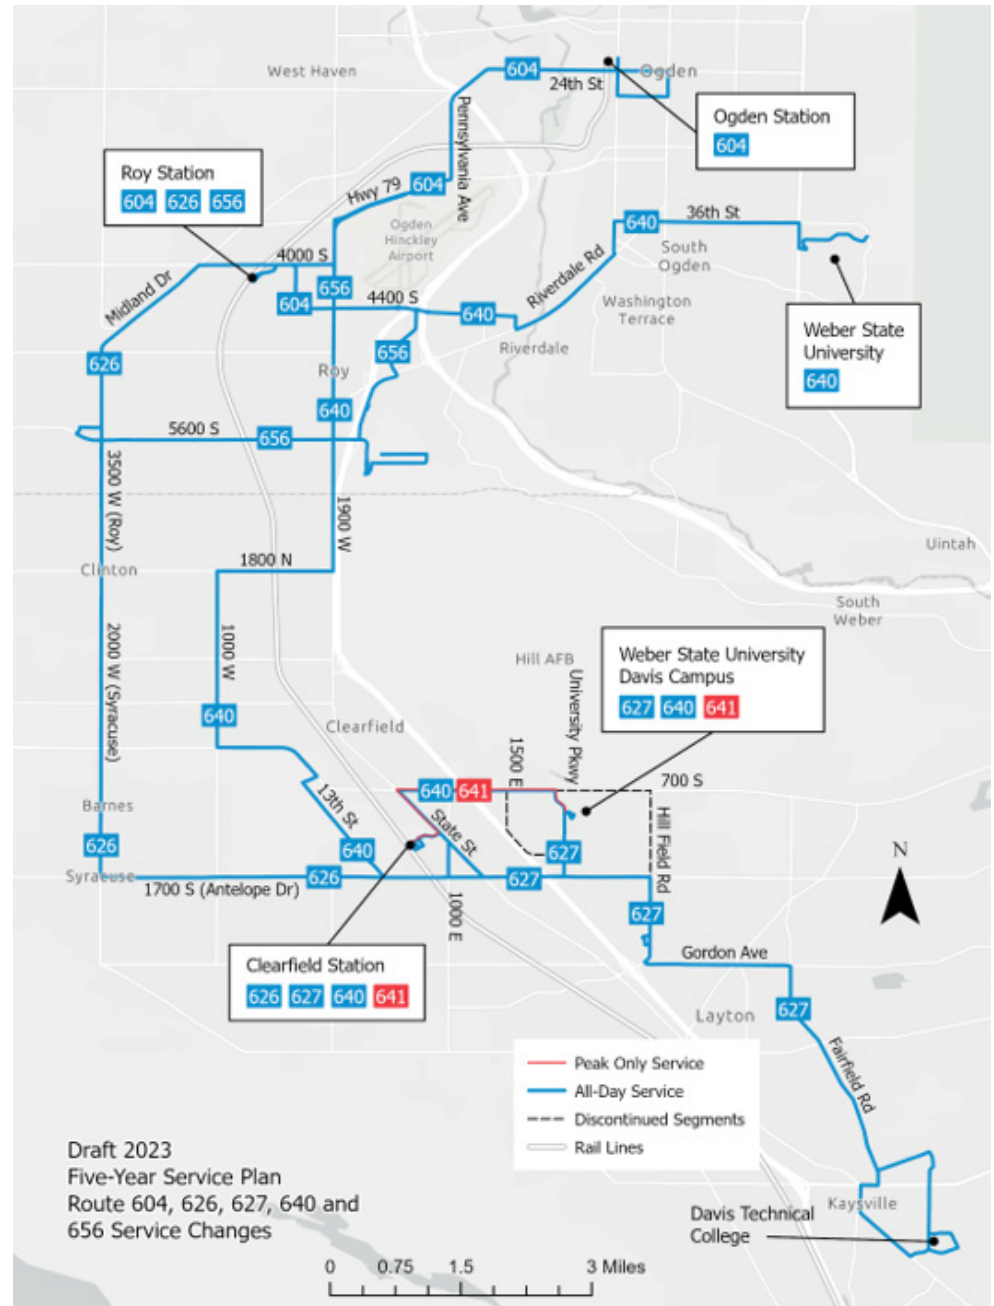 West Haven
604
Ogden
24th St
Ogden Station
604
Pennsylvania Ave
Roy Station
604 626 656
Hwy 79
604
Ogden
Hinckley
Airport
640
36th St
South
Ogden
4000 S
Midland Dr
656
604
4400 S
640
Riverdale Rd
Washington
Terrace
Weber State
University
640
626
656
Riverdale
Roy
640
5600 S
656
3500 W (Roy)
1900 W
Clinton
1800 N
Uintah
South
Weber
2000 W (Syracuse)
1000 W
Hill AFB
Weber State University
Davis Campus
627 640 641
University Pkwy
640
Clearfield
1500 E
700 S
640 641
Barnes
13th St
State St
Hill Field Rd
626
640
627
Syracuse
1700 S (Antelope Dr)
626
627
1000 E
N
627
Gordon Ave
Clearfield Station
626 627 640 641
627
Layton
Fairfield Rd
Peak Only Service
All-Day Service
Discontinued Segments
Rail Lines
Draft 2023
Five-Year Service Plan
Route 604, 626, 627, 640 and
656 Service Changes
Kaysville
Davis Technical
College
0 0.75 1.5 3 Miles